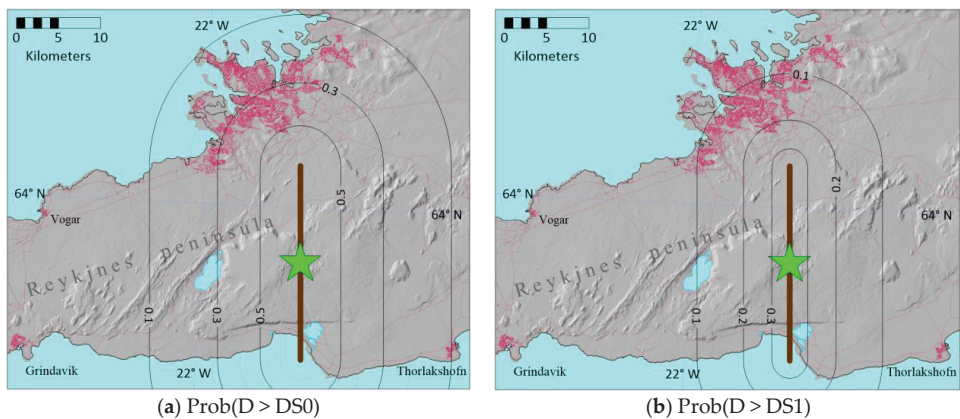 0 5 10
Kilometers
22° W
0.3
0.5
64° N
Vogar
64° N
Reykjnes peninsula
0.1
0.3
0.5
Grindavik
22° W
Thorlakshofn
(a) Prob(D > DS0)
0 5 10
Kilometers
22° W
0.1
0.2
64° N
Vogar
64° N
Reykjnes peninsula
0.1
0.2
0.3
Grindavik
22° W
Thorlakshofn
(b) Prob(D > DS1)